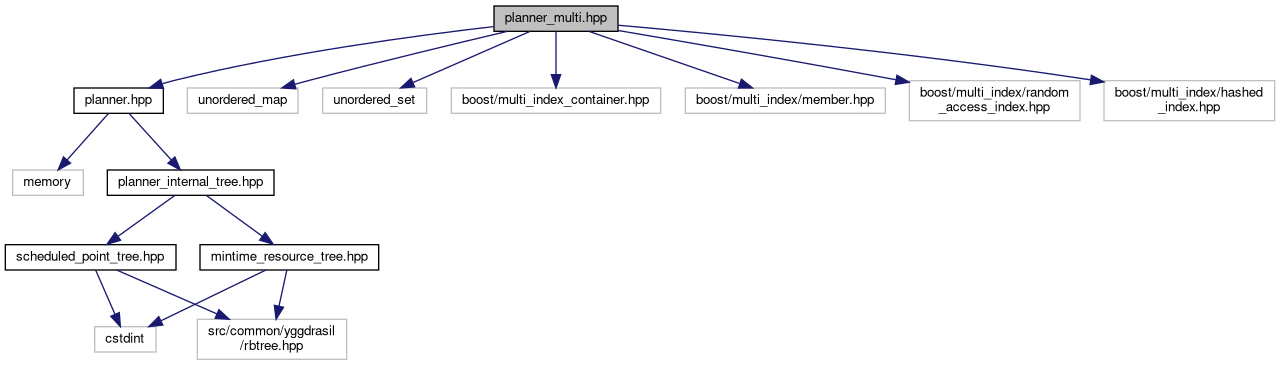 planner_multi.hpp
planner.hpp
unordered_map
unordered_set
boost/multi_index_container.hpp
boost/multi_index/member.hpp
boost/multi_index/random
_access_index.hpp
boost/multi_index/hashed
_index.hpp
memory
planner_internal_tree.hpp
scheduled_point_tree.hpp
mintime_resource_tree.hpp
cstdint
src/common/yggdrasil
/rbtree.hpp